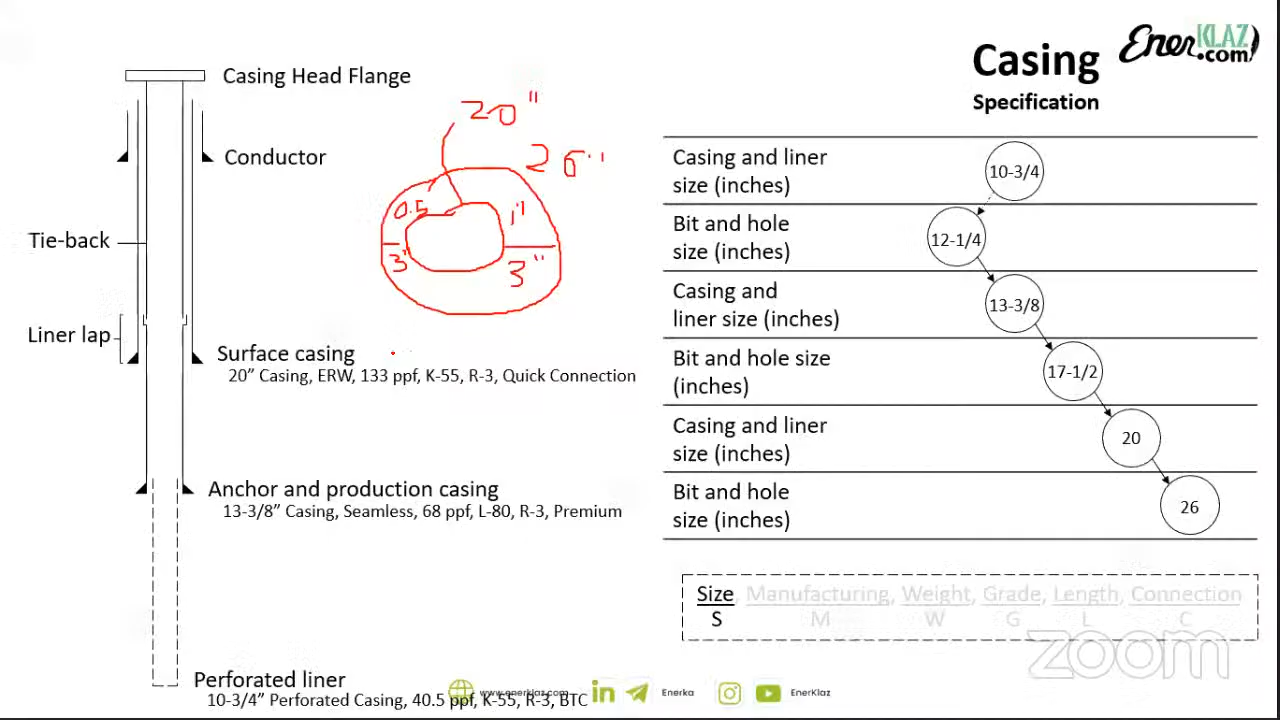 EnerKLAZ
.com
Casing
Specification
Casing Head Flange
Conductor
Tie-back
Liner lap
Surface casing
20” Casing, ERW, 133 ppf, K-55, R-3, Quick Connection
Anchor and production casing
13-3/8” Casing, Seamless, 68 ppf, L-80, R-3, Premium
Perforated liner
10-3/4” Perforated Casing, 40.5 ppf, K-55, R-3, BTC
20"
26"
0.5
1"
3"
3"
Casing and liner
size (inches)
10-3/4
Bit and hole
size (inches)
12-1/4
Casing and
liner size (inches)
13-3/8
Bit and hole size
(inches)
17-1/2
Casing and liner
size (inches)
20
Bit and hole
size (inches)
26
Size, Manufacturing, Weight, Grade, Length, Connection
S M W G L C
zoom
www.enerKlaz.com
Enerka
EnerKlaz